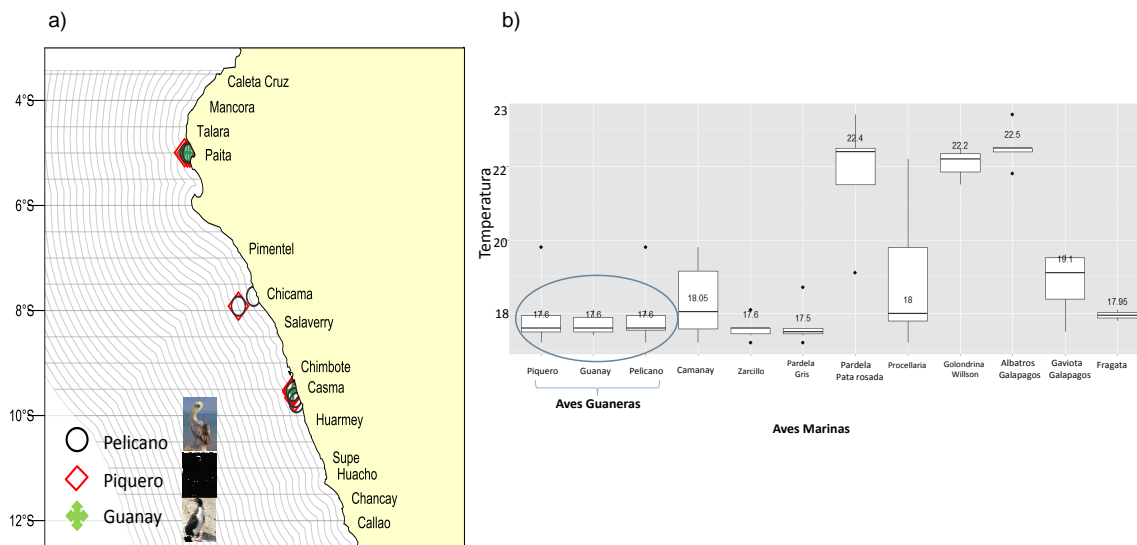 a)
4°S
6°S
8°S
10°S
12°S
Caleta Cruz
Mancora
Talara
Paita
Pimentel
Chicama
Salaverry
Chimbote
Casma
Huarmey
Supe
Huacho
Chancay
Callao
Pelicano
Piquero
Guanay
b)
Temperatura
23
22
20
18
17.6
17.6
17.6
18.05
17.6
17.5
22.4
18
22.2
22.5
19.1
17.95
Piquero
Guanay
Pelicano
Camanay
Zarcillo
Pardela
Gris
Pardela
Pata rosada
Procellaria
Golondrina
Willson
Albatros
Galapagos
Gaviota
Galapagos
Fragata
Aves Guaneras
Aves Marinas